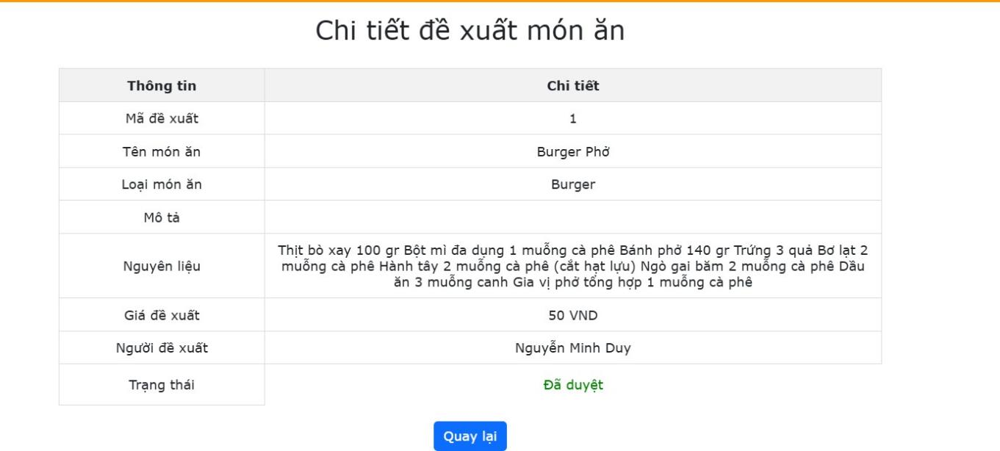 Chi tiết đề xuất món ăn
Thông tin Chi tiết
Mã đề xuất 1
Tên món ăn Burger Phở
Loại món ăn Burger
Mô tả
Thịt bò xay 100 gr Bột mì đa dụng 1 muỗng cà phê Bánh phở 140 gr Trứng 3 quả Bơ lạt 2
Nguyên liệu muỗng cà phê Hành tây 2 muỗng cà phê (cắt hạt lựu) Ngò gai băm 2 muỗng cà phê Dầu
ăn 3 muỗng canh Gia vị phở tổng hợp 1 muỗng cà phê
Giá đề xuất 50 VND
Người đề xuất Nguyễn Minh Duy
Trạng thái Đã duyệt
Quay lại